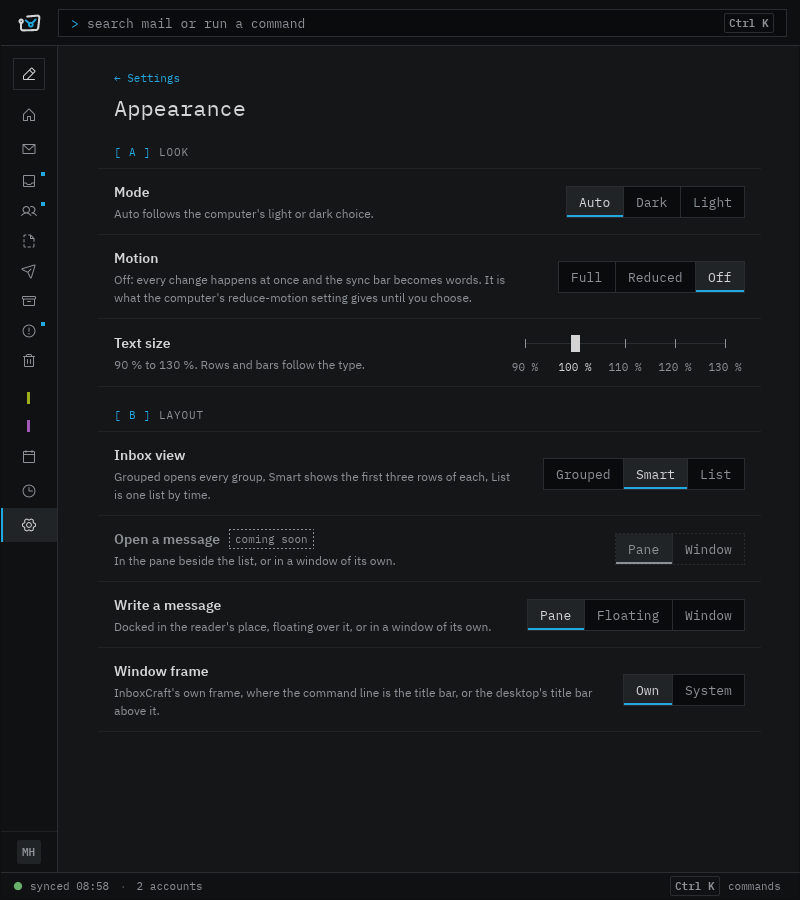 > search mail or run a command Ctrl K
← Settings
Appearance
[ A ] LOOK
Mode
Auto follows the computer's light or dark choice.
Auto Dark Light
Motion
Off: every change happens at once and the sync bar becomes words. It is
what the computer's reduce-motion setting gives until you choose.
Full Reduced Off
Text size
90 % to 130 %. Rows and bars follow the type.
90 % 100 % 110 % 120 % 130 %
[ B ] LAYOUT
Inbox view
Grouped opens every group, Smart shows the first three rows of each, List
is one list by time.
Grouped Smart List
Open a message coming soon
In the pane beside the list, or in a window of its own.
Pane Window
Write a message
Docked in the reader's place, floating over it, or in a window of its own.
Pane Floating Window
Window frame
InboxCraft's own frame, where the command line is the title bar, or the desktop's title bar
above it.
Own System
MH
synced 08:58 · 2 accounts Ctrl K commands